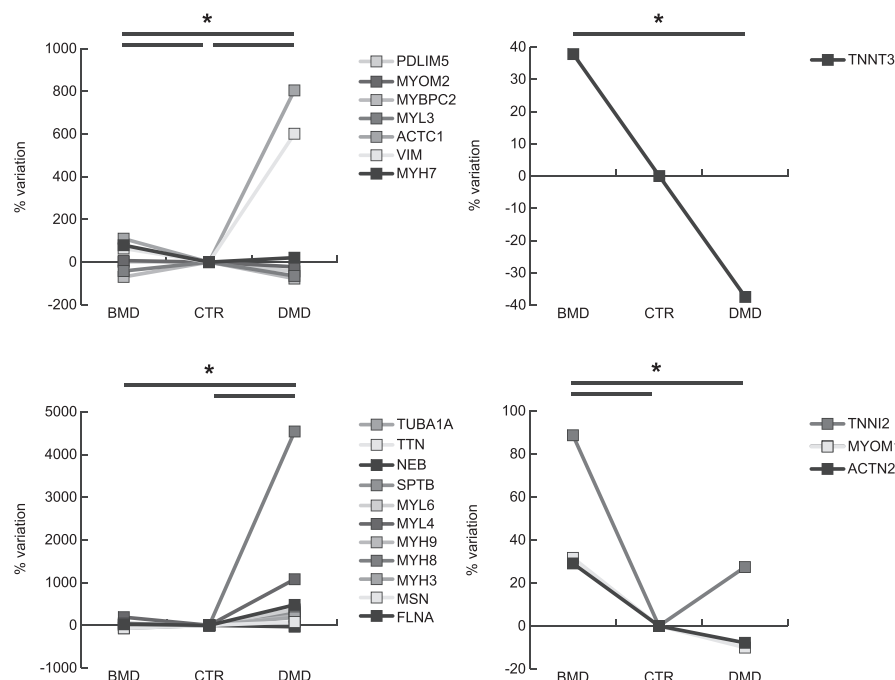 *
1000
800
600
400
200
0
-200
% variation
BMD CTR DMD
PDLIM5
MYOM2
MYBPC2
MYL3
ACTC1
VIM
MYH7
*
40
30
20
10
0
-10
-20
-30
-40
% variation
BMD CTR DMD
TNNT3
*
5000
4000
3000
2000
1000
0
-1000
% variation
BMD CTR DMD
TUBA1A
TTN
NEB
SPTB
MYL6
MYL4
MYH9
MYH8
MYH3
MSN
FLNA
*
100
80
60
40
20
0
-20
% variation
BMD CTR DMD
TNNI2
MYOM1
ACTN2